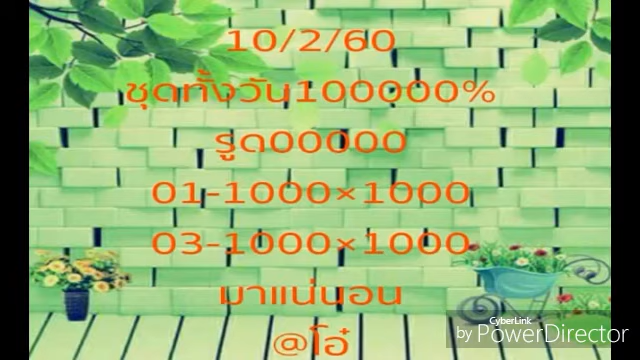 10/2/60
ชุดทั้งวัน100000%
รูด00000
01-1000×1000
03-1000×1000
มาแน่นอน
@โอ๋
CyberLink
by PowerDirector